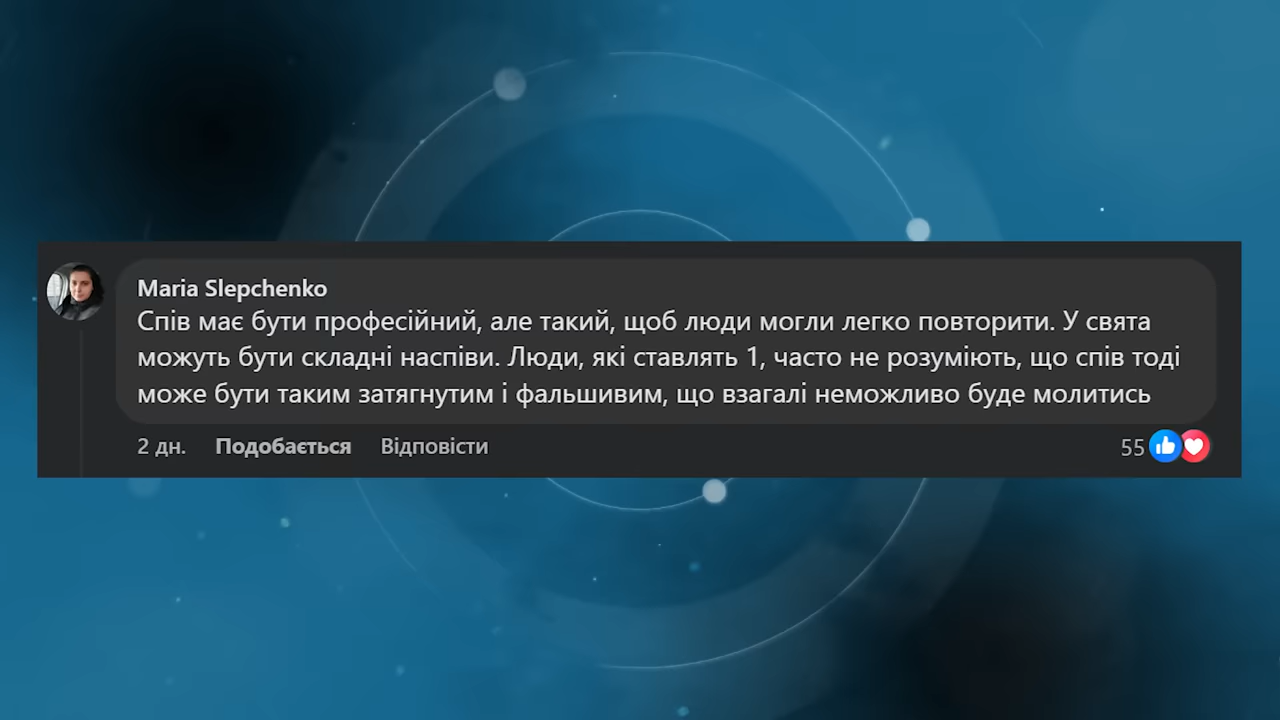 Maria Slepchenko
Спів має бути професійний, але такий, щоб люди могли легко повторити. У свята
можуть бути складні наспіви. Люди, які ставлять 1, часто не розуміють, що спів тоді
може бути таким затягнутим і фальшивим, що взагалі неможливо буде молитись
2 дн. Подобається Відповісти 55